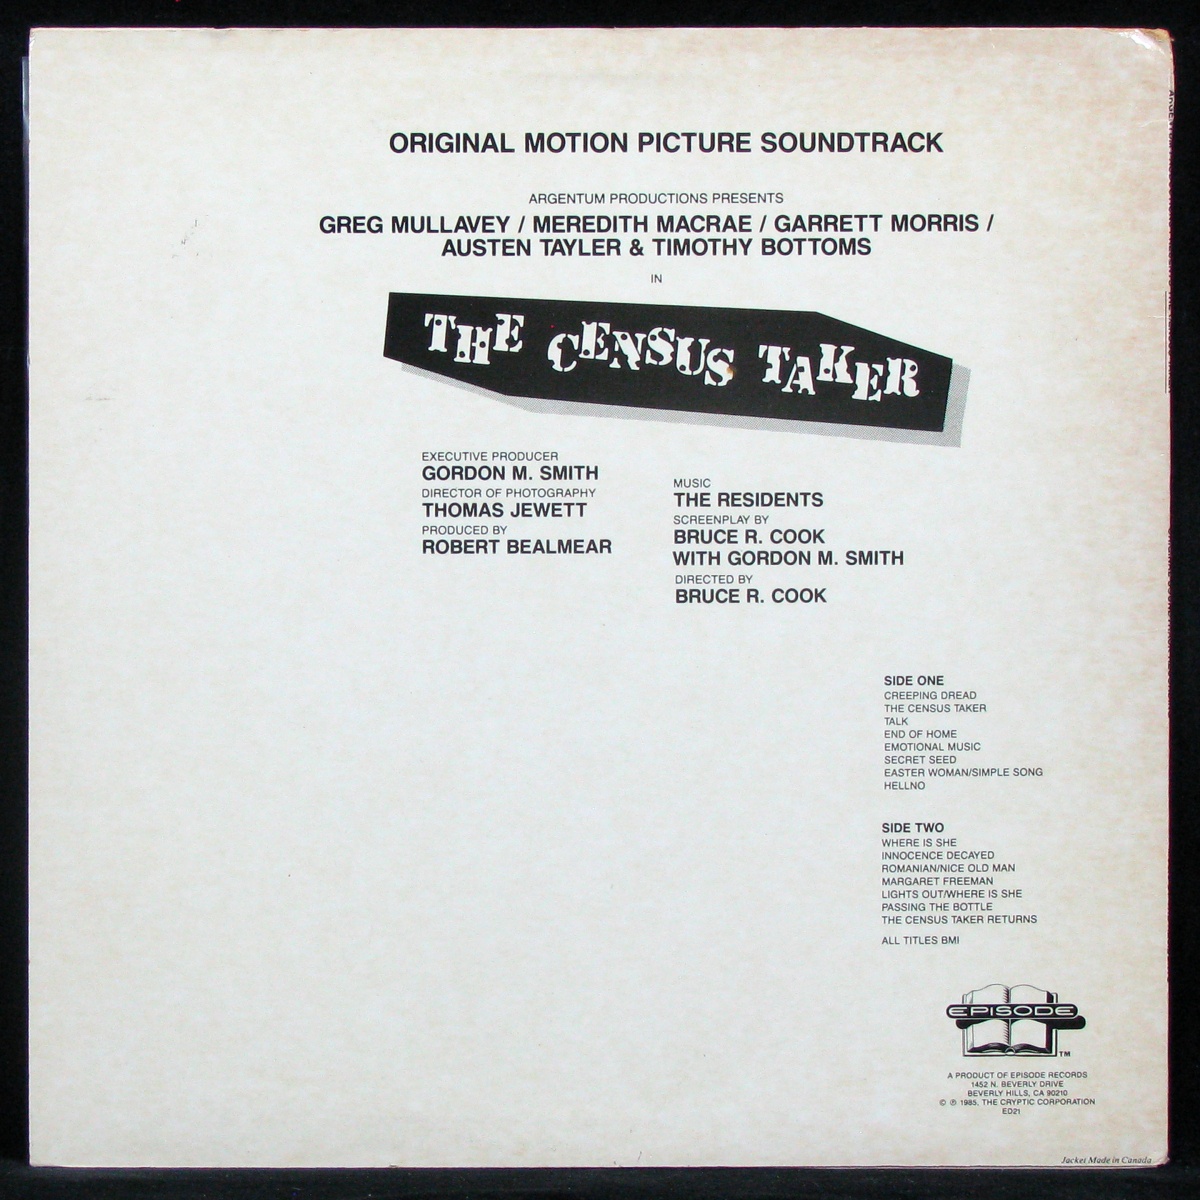 ORIGINAL MOTION PICTURE SOUNDTRACK
ARGENTUM PRODUCTIONS PRESENTS
GREG MULLAVEY / MEREDITH MACRAE / GARRETT MORRIS /
AUSTEN TAYLER & TIMOTHY BOTTOMS
IN
THE CENSUS TAKER
EXECUTIVE PRODUCER
GORDON M. SMITH
DIRECTOR OF PHOTOGRAPHY
THOMAS JEWETT
PRODUCED BY
ROBERT BEALMEAR
MUSIC
THE RESIDENTS
SCREENPLAY BY
BRUCE R. COOK
WITH GORDON M. SMITH
DIRECTED BY
BRUCE R. COOK
SIDE ONE
CREEPING DREAD
THE CENSUS TAKER
TALK
END OF HOME
EMOTIONAL MUSIC
SECRET SEED
EASTER WOMAN/SIMPLE SONG
HELLNO
SIDE TWO
WHERE IS SHE
INNOCENCE DECAYED
ROMANIAN/NICE OLD MAN
MARGARET FREEMAN
LIGHTS OUT/WHERE IS SHE
PASSING THE BOTTLE
THE CENSUS TAKER RETURNS
ALL TITLES BMI
EPISODE
TM
A PRODUCT OF EPISODE RECORDS
1452 N. BEVERLY DRIVE
BEVERLY HILLS, CA 90210
© ℗ 1985, THE CRYPTIC CORPORATION
ED21
Jacket Made in Canada